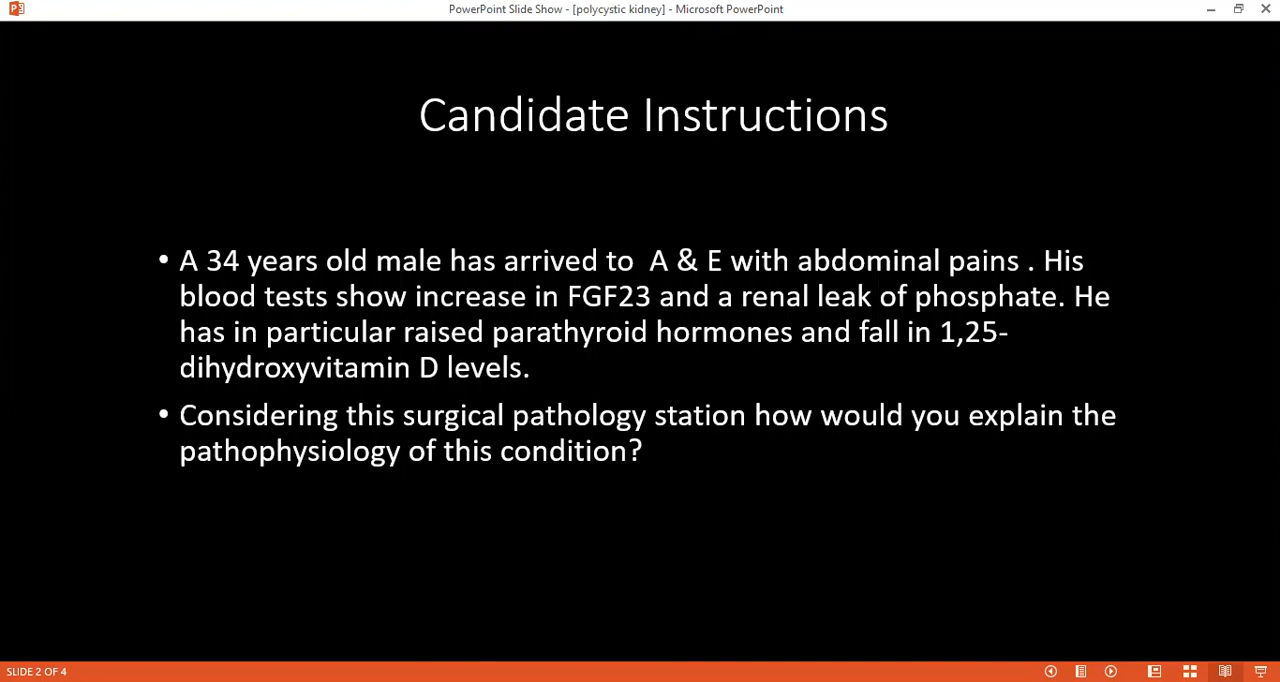 PowerPoint Slide Show - [polycystic kidney] - Microsoft PowerPoint
Candidate Instructions
• A 34 years old male has arrived to A & E with abdominal pains . His
blood tests show increase in FGF23 and a renal leak of phosphate. He
has in particular raised parathyroid hormones and fall in 1,25-
dihydroxyvitamin D levels.
• Considering this surgical pathology station how would you explain the
pathophysiology of this condition?
SLIDE 2 OF 4